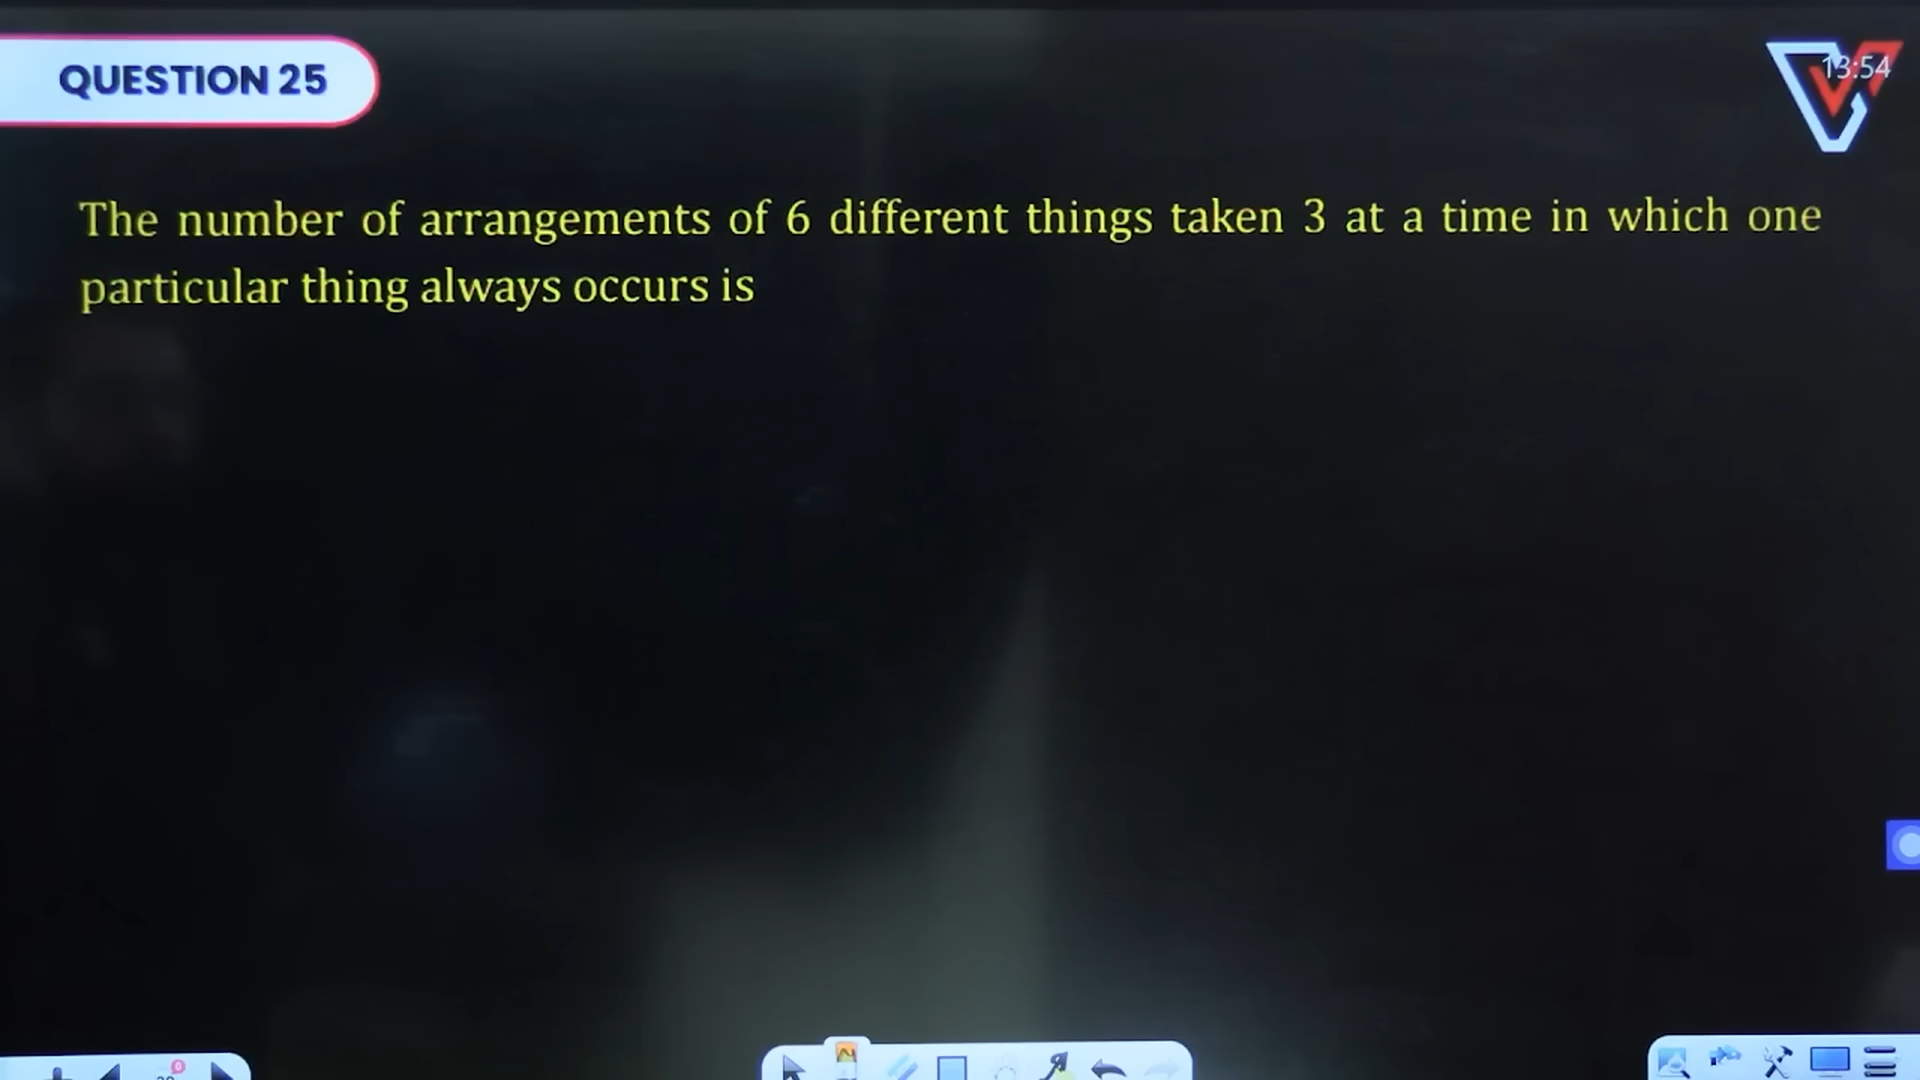 QUESTION 25
13:54
The number of arrangements of 6 different things taken 3 at a time in which one
particular thing always occurs is